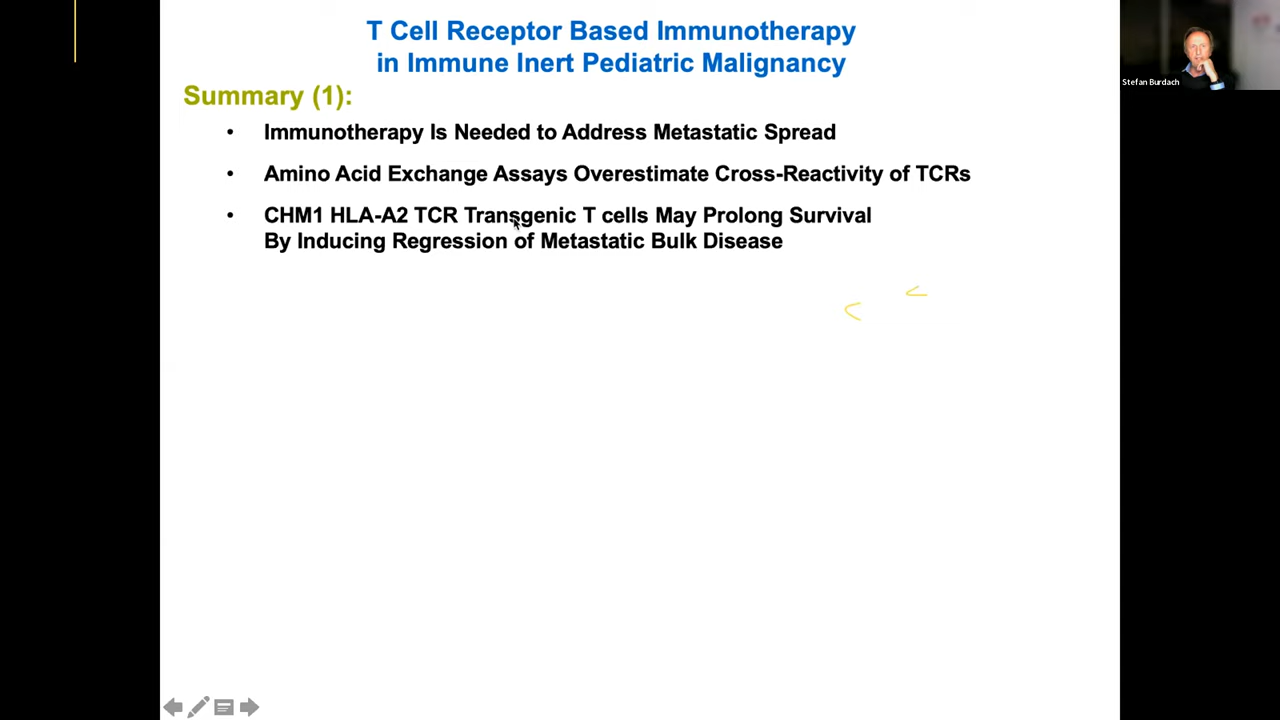 T Cell Receptor Based Immunotherapy
in Immune Inert Pediatric Malignancy
Summary (1):
• Immunotherapy Is Needed to Address Metastatic Spread
• Amino Acid Exchange Assays Overestimate Cross-Reactivity of TCRs
• CHM1 HLA-A2 TCR Transgenic T cells May Prolong Survival
By Inducing Regression of Metastatic Bulk Disease
Stefan Burdach